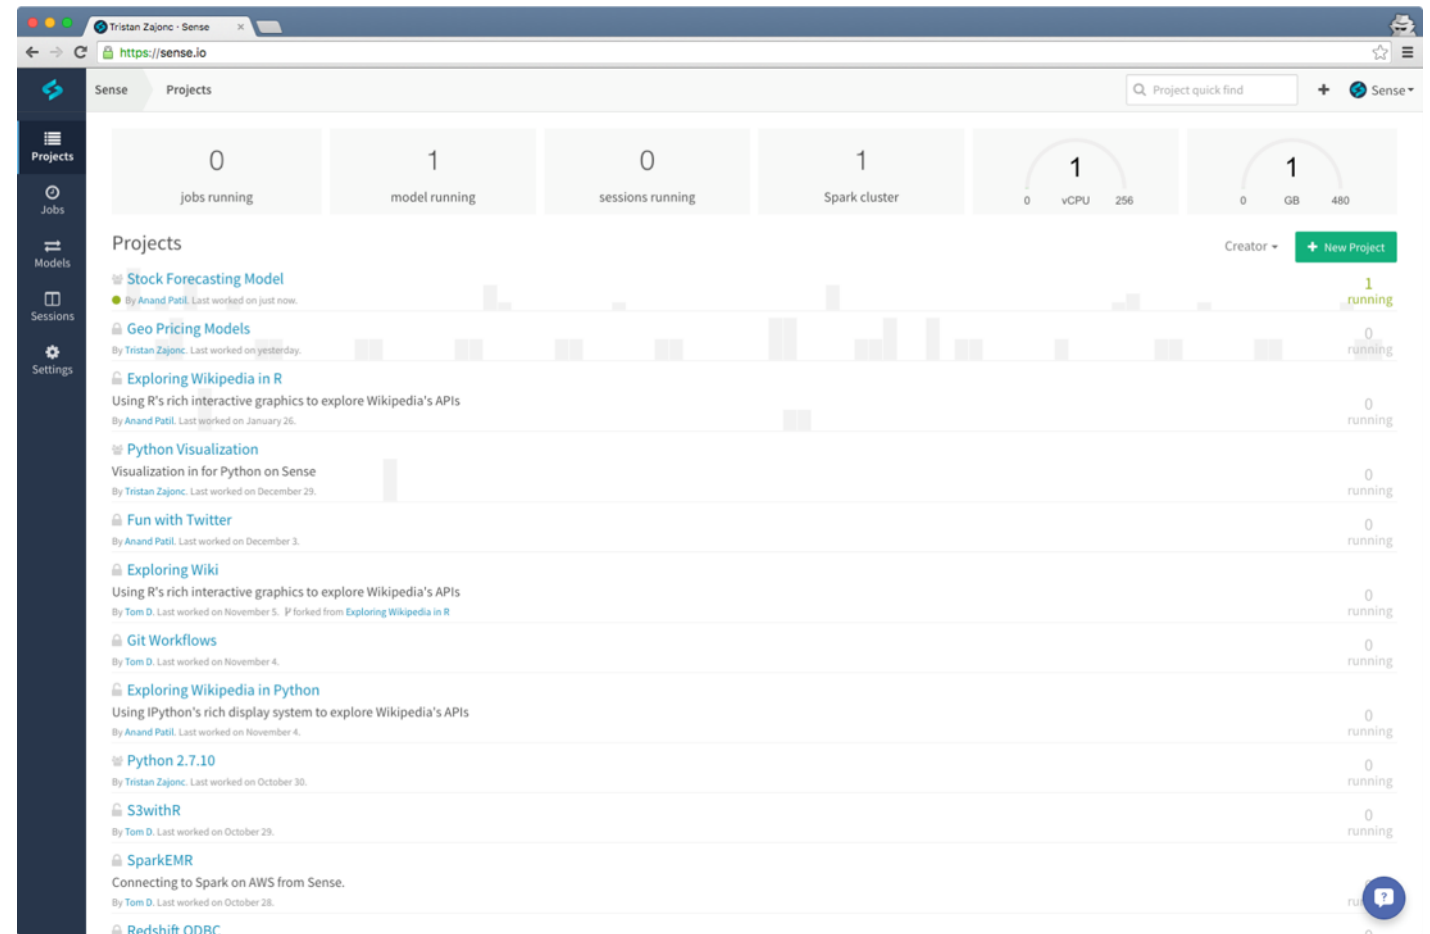 Tristan Zajonc - Sense
https://sense.io
Sense Projects Project quick find Sense
Projects
Jobs
Models
Sessions
Settings
0
jobs running
1
model running
0
sessions running
1
Spark cluster
1
0 vCPU 256
1
0 GB 480
Projects Creator + New Project
Stock Forecasting Model
By Anand Patil. Last worked on just now.
1
running
Geo Pricing Models
By Tristan Zajonc. Last worked on yesterday.
0
running
Exploring Wikipedia in R
Using R's rich interactive graphics to explore Wikipedia's APIs
By Anand Patil. Last worked on January 26.
0
running
Python Visualization
Visualization in for Python on Sense
By Tristan Zajonc. Last worked on December 29.
0
running
Fun with Twitter
By Anand Patil. Last worked on December 3.
0
running
Exploring Wiki
Using R's rich interactive graphics to explore Wikipedia's APIs
By Tom D. Last worked on November 5. forked from Exploring Wikipedia in R
0
running
Git Workflows
By Tom D. Last worked on November 4.
0
running
Exploring Wikipedia in Python
Using IPython's rich display system to explore Wikipedia's APIs
By Anand Patil. Last worked on November 4.
0
running
Python 2.7.10
By Tristan Zajonc. Last worked on October 30.
0
running
S3withR
By Tom D. Last worked on October 29.
0
running
SparkEMR
Connecting to Spark on AWS from Sense.
By Tom D. Last worked on October 28.
Redshift ODBC